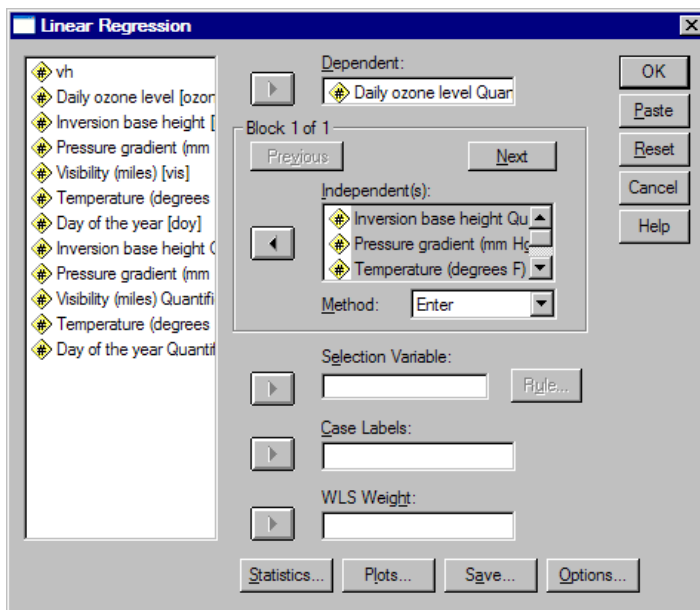 Linear Regression
vh
Daily ozone level [ozon
Inversion base height [
Pressure gradient (mm
Visibility (miles) [vis]
Temperature (degrees
Day of the year [doy]
Inversion base height Q
Pressure gradient (mm
Visibility (miles) Quantifi
Temperature (degrees
Day of the year Quantif
Dependent:
Daily ozone level Quan
Block 1 of 1
Previous
Next
Independent(s):
Inversion base height Qu
Pressure gradient (mm Hg
Temperature (degrees F)
Method:
Enter
Selection Variable:
Rule...
Case Labels:
WLS Weight:
Statistics...
Plots...
Save...
Options...
OK
Paste
Reset
Cancel
Help